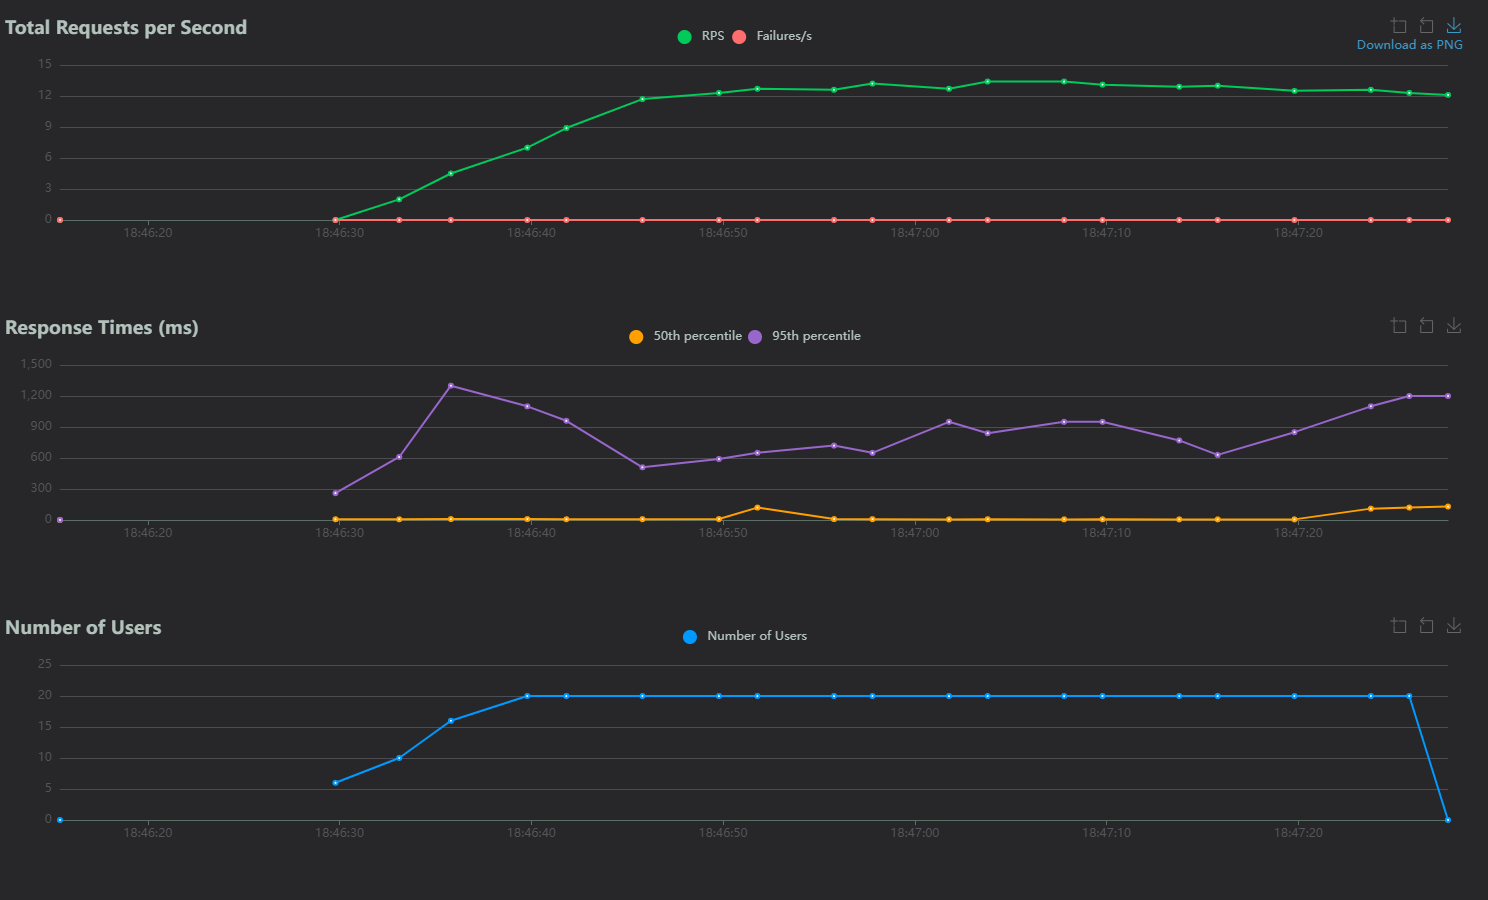 Total Requests per Second
RPS Failures/s
Download as PNG
15
12
9
6
3
0
18:46:20 18:46:30 18:46:40 18:46:50 18:47:00 18:47:10 18:47:20
Response Times (ms)
50th percentile 95th percentile
1,500
1,200
900
600
300
0
18:46:20 18:46:30 18:46:40 18:46:50 18:47:00 18:47:10 18:47:20
Number of Users
Number of Users
25
20
15
10
5
0
18:46:20 18:46:30 18:46:40 18:46:50 18:47:00 18:47:10 18:47:20